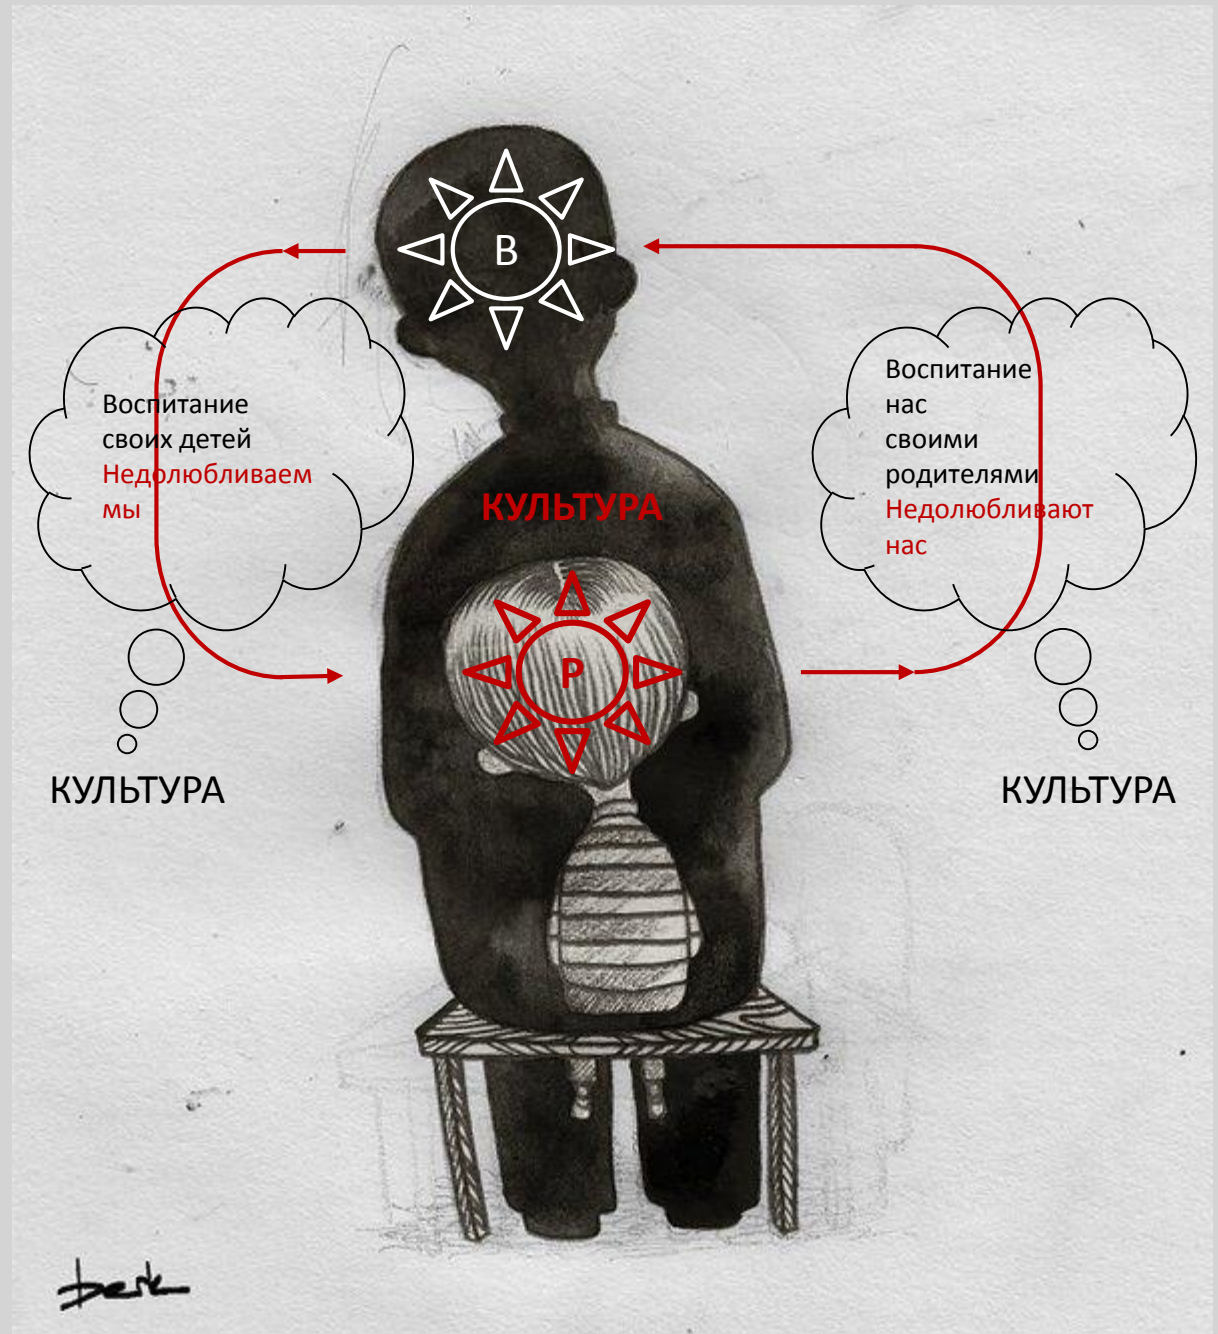 В
Воспитание
своих детей
Недолюбливаем
мы
Воспитание
нас
своими
родителями
Недолюбливают
нас
КУЛЬТУРА
Р
КУЛЬТУРА
КУЛЬТУРА